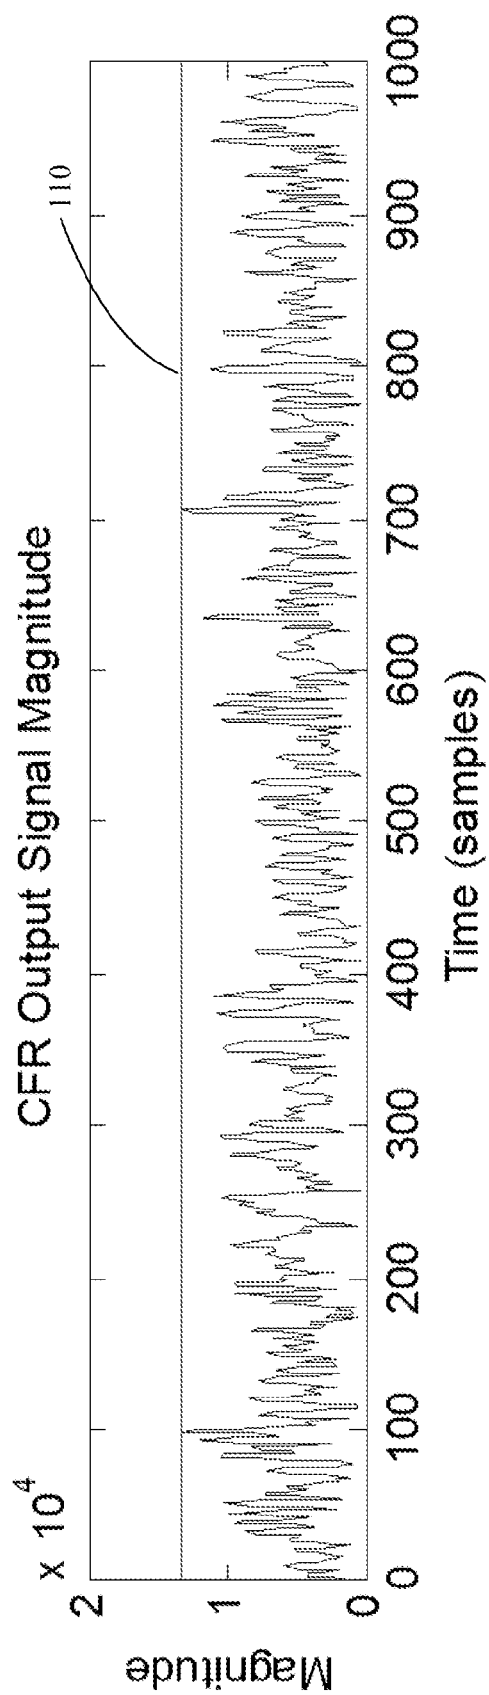 CFR Output Signal Magnitude
x 10^4
110
2
1
0
Magnitude
0 100 200 300 400 500 600 700 800 900 1000
Time (samples)